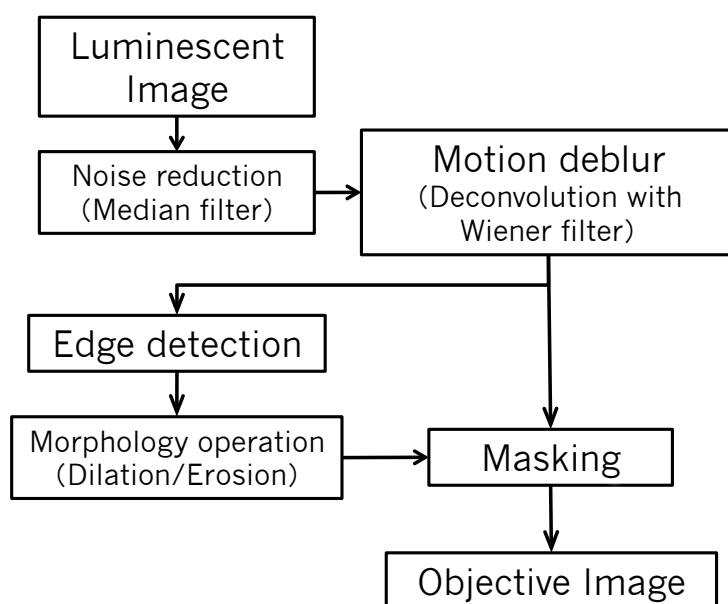 Luminescent
Image
Noise reduction
(Median filter)
Motion deblur
(Deconvolution with
Wiener filter)
Edge detection
Morphology operation
(Dilation/Erosion)
Masking
Objective Image